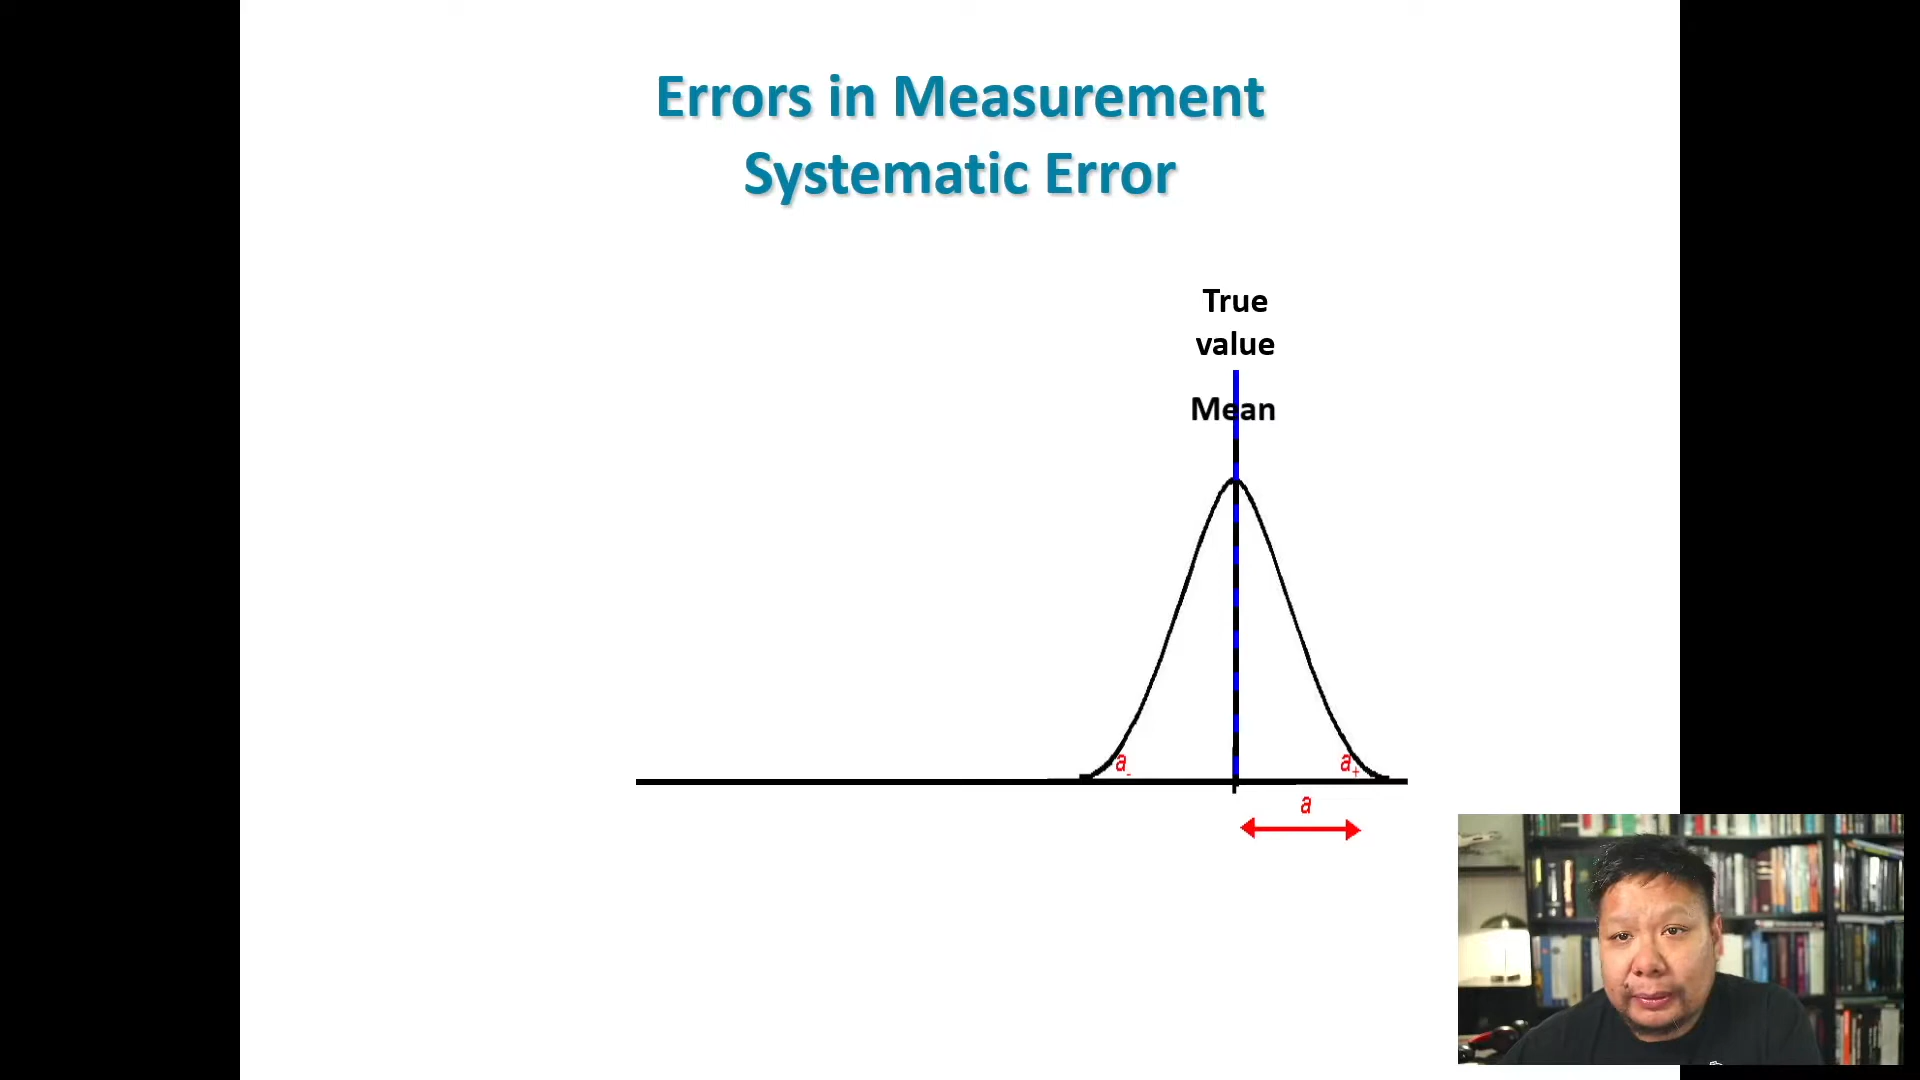 Errors in Measurement
Systematic Error
True
value
Mean
a-
a+
a